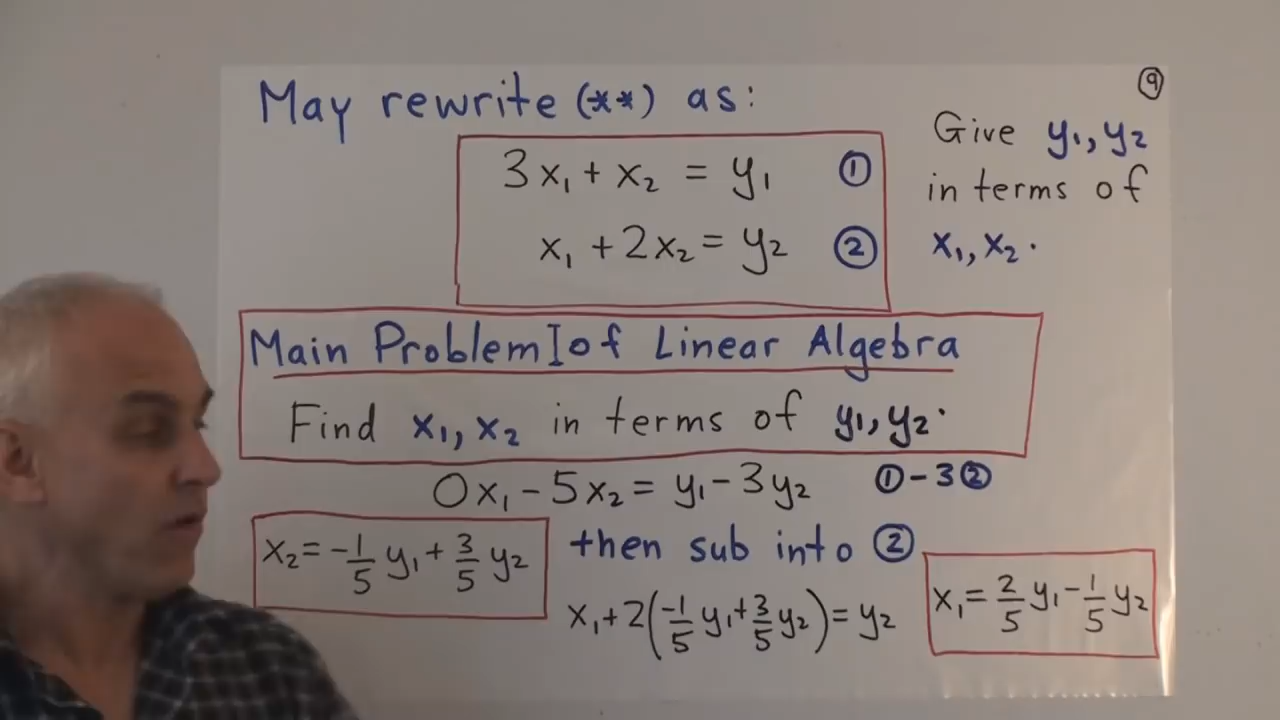 ⑨
May rewrite (**) as:
3x₁ + x₂ = y₁ ①
x₁ + 2x₂ = y₂ ②
Give y₁, y₂
in terms of
x₁, x₂.
Main Problem I of Linear Algebra
Find x₁, x₂ in terms of y₁, y₂.
0x₁ - 5x₂ = y₁ - 3y₂ ① - 3②
x₂ = -1/5 y₁ + 3/5 y₂
then sub into ②
x₁ + 2(-1/5 y₁ + 3/5 y₂) = y₂
x₁ = 2/5 y₁ - 1/5 y₂